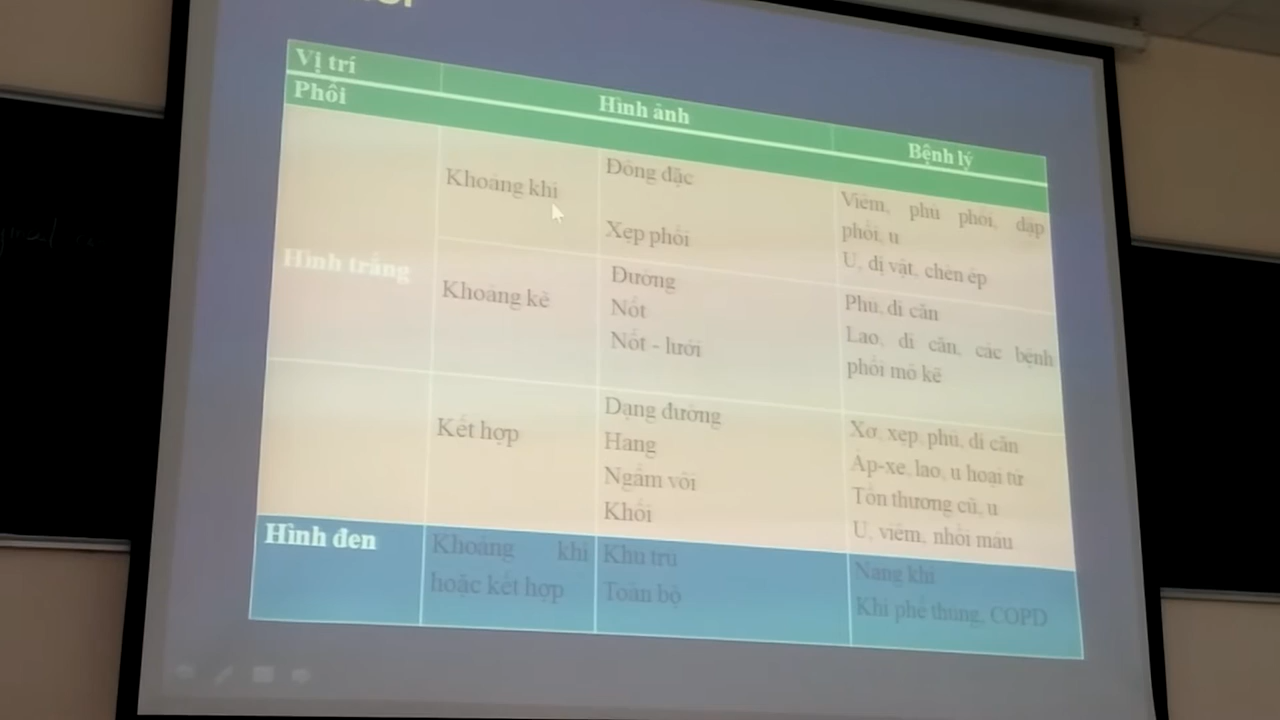 Vị trí
Phổi
Hình ảnh
Bệnh lý
Hình trắng
Khoảng khí
Đông đặc
Xẹp phổi
Viêm, phù phổi, dập
phổi, u
U, dị vật, chèn ép
Khoảng kẽ
Đường
Nốt
Nốt - lưới
Phù, di căn
Lao, di căn, các bệnh
phổi mô kẽ
Kết hợp
Dạng đường
Hang
Ngấm vôi
Khối
Xơ, xẹp, phù, di căn
Áp-xe, lao, u hoại tử
Tổn thương cũ, u
U, viêm, nhồi máu
Hình đen
Khoảng khí
hoặc kết hợp
Khu trú
Toàn bộ
Nang khí
Khí phế thũng, COPD